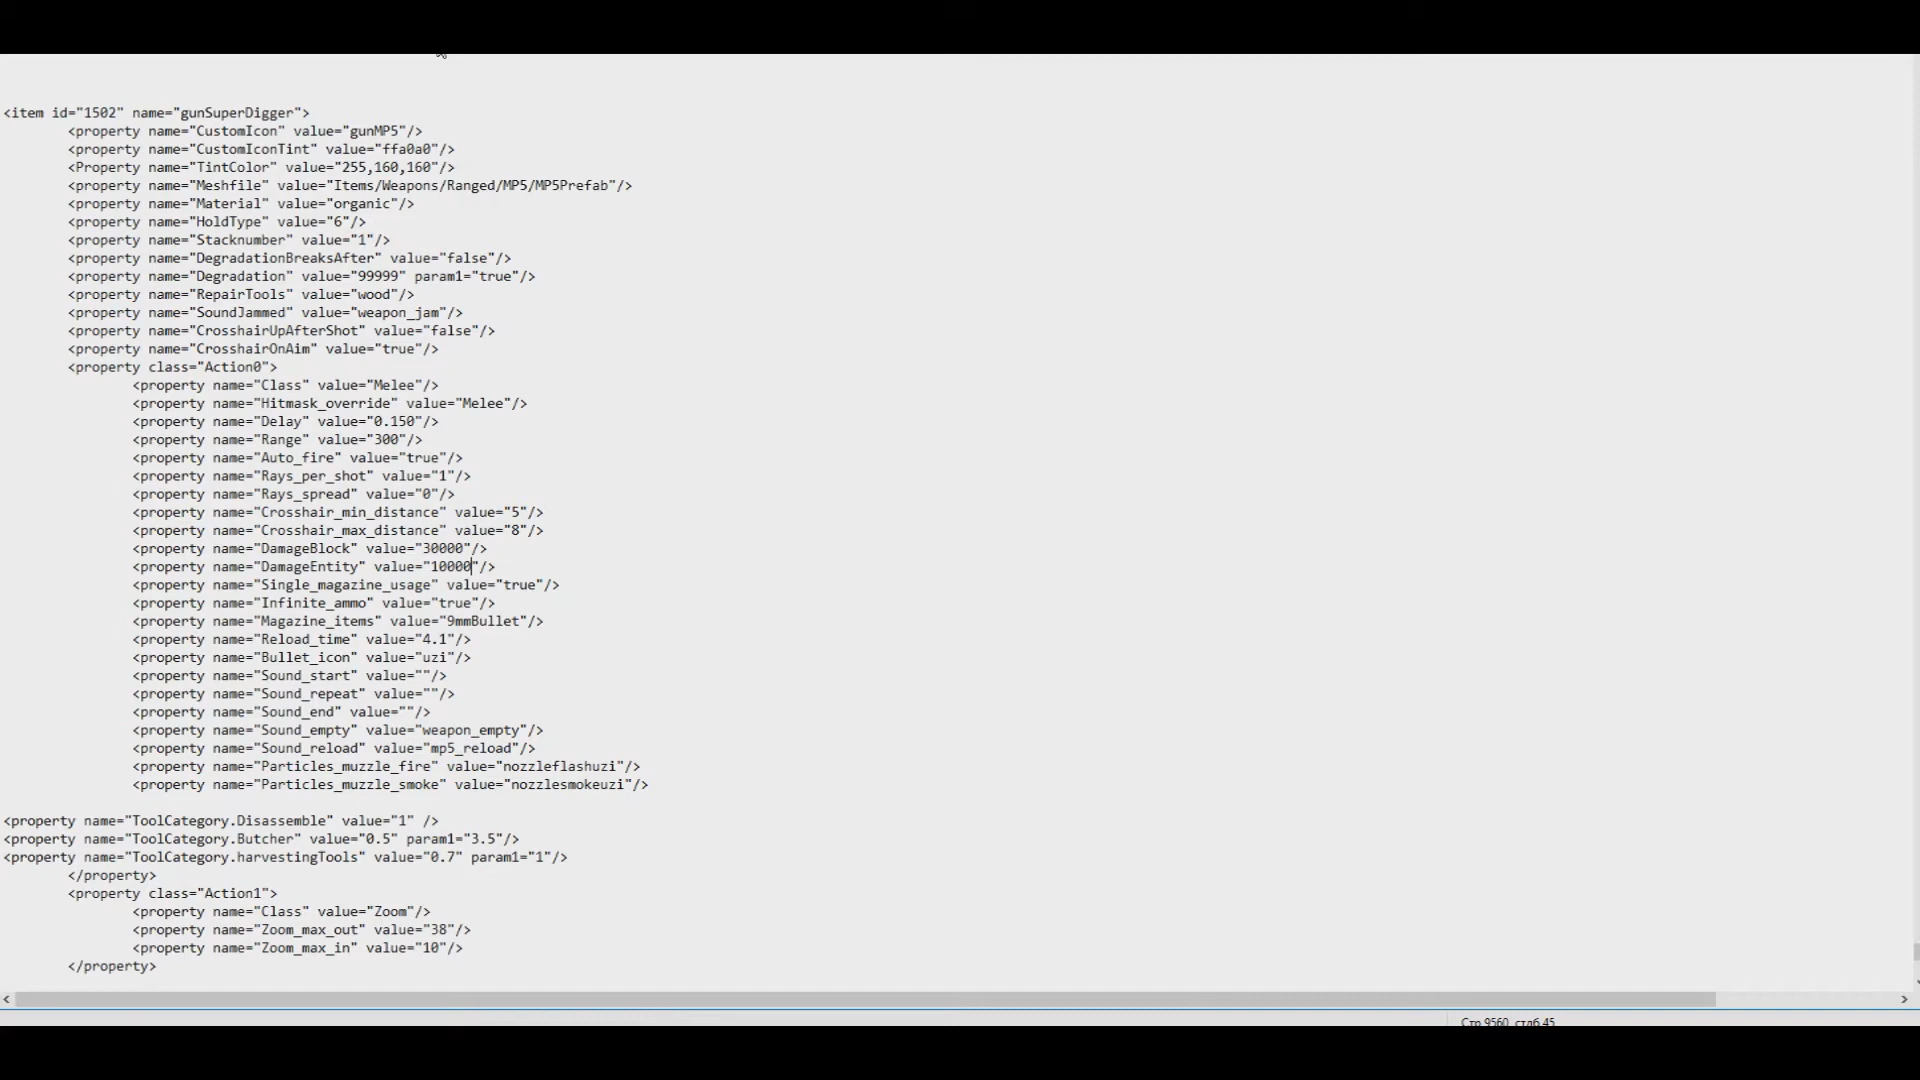 <item id="1502" name="gunSuperDigger">
<property name="CustomIcon" value="gunMP5"/>
<property name="CustomIconTint" value="ffa0a0"/>
<Property name="TintColor" value="255,160,160"/>
<property name="Meshfile" value="Items/Weapons/Ranged/MP5/MP5Prefab"/>
<property name="Material" value="organic"/>
<property name="HoldType" value="6"/>
<property name="Stacknumber" value="1"/>
<property name="DegradationBreaksAfter" value="false"/>
<property name="Degradation" value="99999" param1="true"/>
<property name="RepairTools" value="wood"/>
<property name="SoundJammed" value="weapon_jam"/>
<property name="CrosshairUpAfterShot" value="false"/>
<property name="CrosshairOnAim" value="true"/>
<property class="Action0">
<property name="Class" value="Melee"/>
<property name="Hitmask_override" value="Melee"/>
<property name="Delay" value="0.150"/>
<property name="Range" value="300"/>
<property name="Auto_fire" value="true"/>
<property name="Rays_per_shot" value="1"/>
<property name="Rays_spread" value="0"/>
<property name="Crosshair_min_distance" value="5"/>
<property name="Crosshair_max_distance" value="8"/>
<property name="DamageBlock" value="30000"/>
<property name="DamageEntity" value="10000"/>
<property name="Single_magazine_usage" value="true"/>
<property name="Infinite_ammo" value="true"/>
<property name="Magazine_items" value="9mmBullet"/>
<property name="Reload_time" value="4.1"/>
<property name="Bullet_icon" value="uzi"/>
<property name="Sound_start" value=""/>
<property name="Sound_repeat" value=""/>
<property name="Sound_end" value=""/>
<property name="Sound_empty" value="weapon_empty"/>
<property name="Sound_reload" value="mp5_reload"/>
<property name="Particles_muzzle_fire" value="nozzleflashuzi"/>
<property name="Particles_muzzle_smoke" value="nozzlesmokeuzi"/>
<property name="ToolCategory.Disassemble" value="1" />
<property name="ToolCategory.Butcher" value="0.5" param1="3.5"/>
<property name="ToolCategory.harvestingTools" value="0.7" param1="1"/>
</property>
<property class="Action1">
<property name="Class" value="Zoom"/>
<property name="Zoom_max_out" value="38"/>
<property name="Zoom_max_in" value="10"/>
</property>
Стр 9560, стлб 45